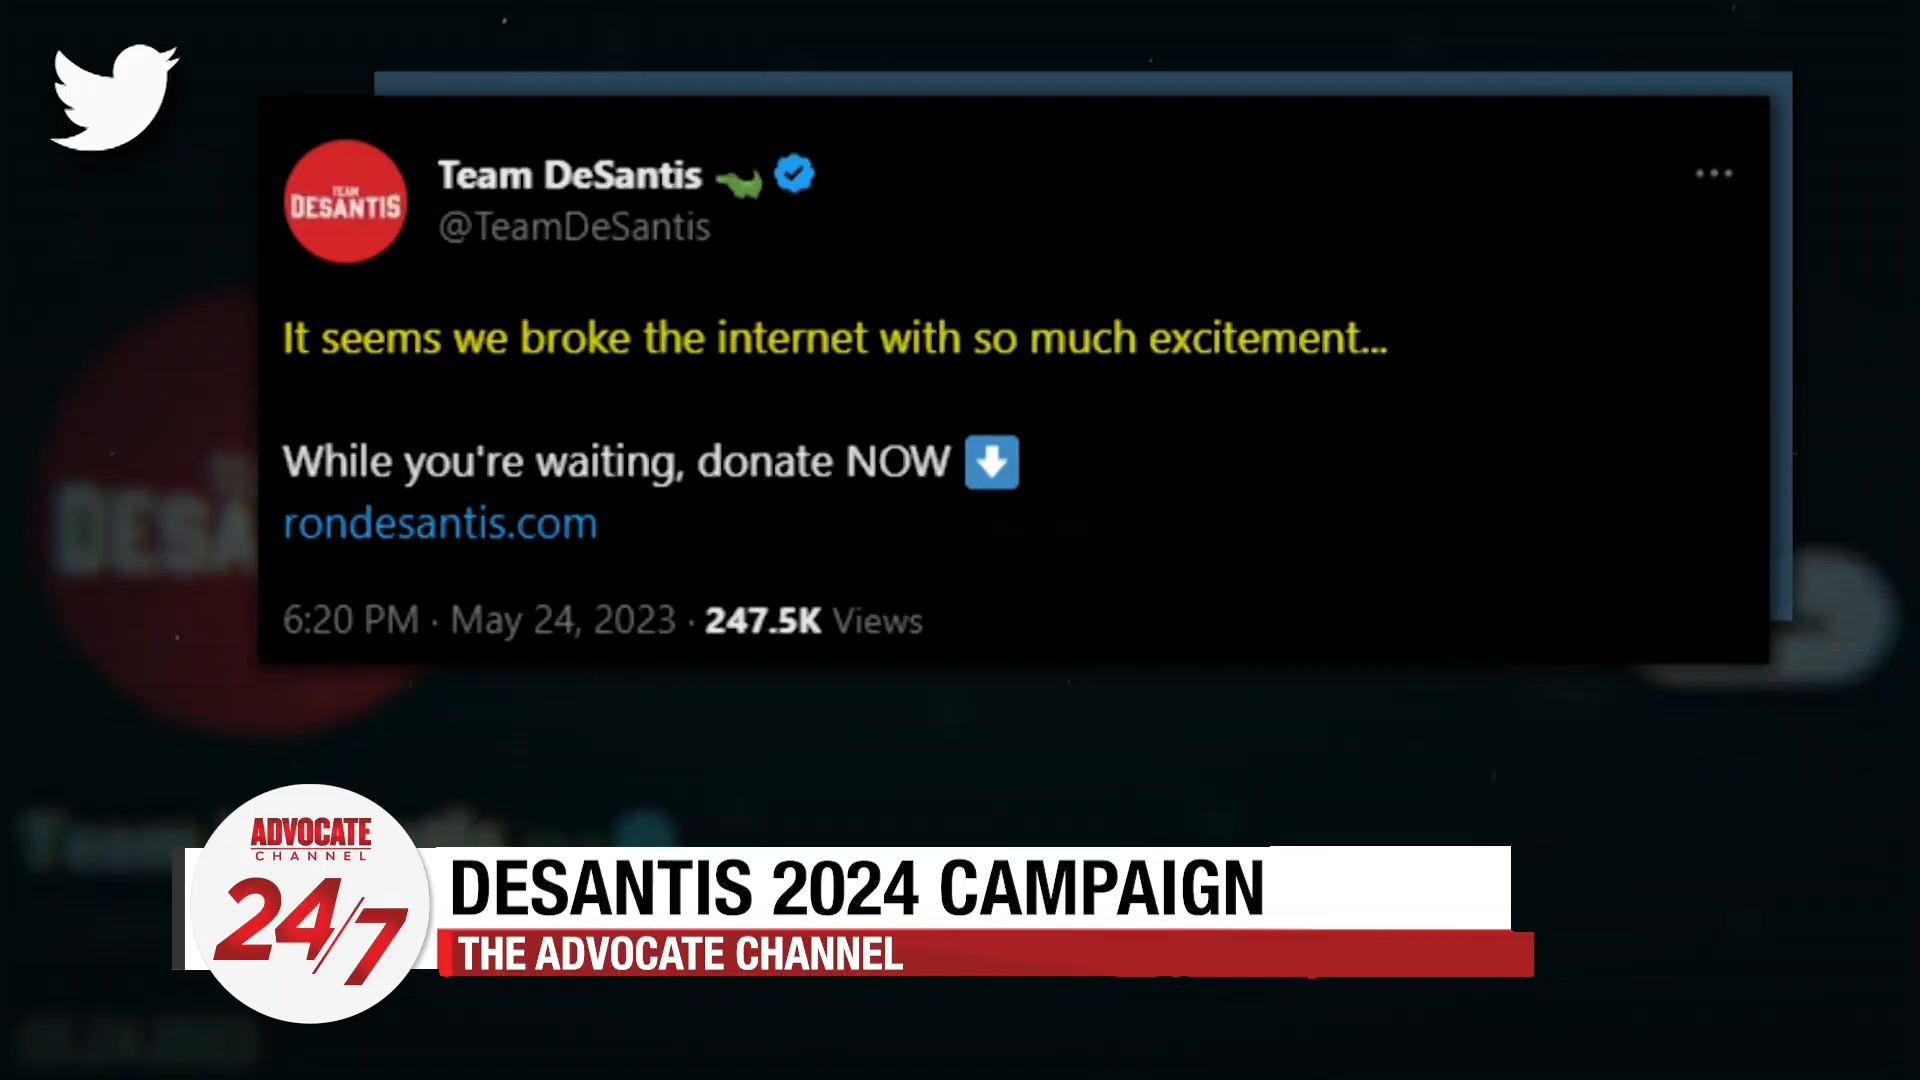 TEAM
DESANTIS
Team DeSantis
@TeamDeSantis
It seems we broke the internet with so much excitement...
While you're waiting, donate NOW
rondesantis.com
6:20 PM · May 24, 2023 · 247.5K Views
ADVOCATE
CHANNEL
24/7
DESANTIS 2024 CAMPAIGN
THE ADVOCATE CHANNEL